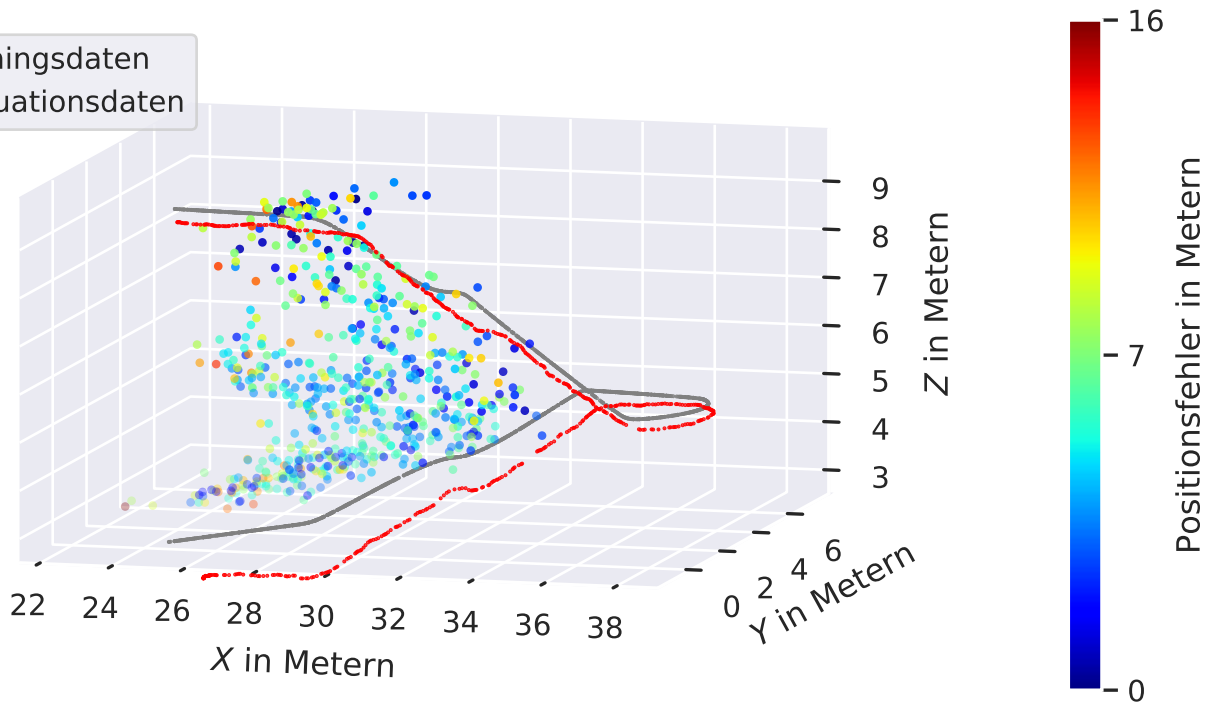 ningsdaten
uationsdaten
16
7
0
Positionsfehler in Metern
9
8
7
6
5
4
3
Z in Metern
22 24 26 28 30 32 34 36 38
X in Metern
0 2 4 6
Y in Metern